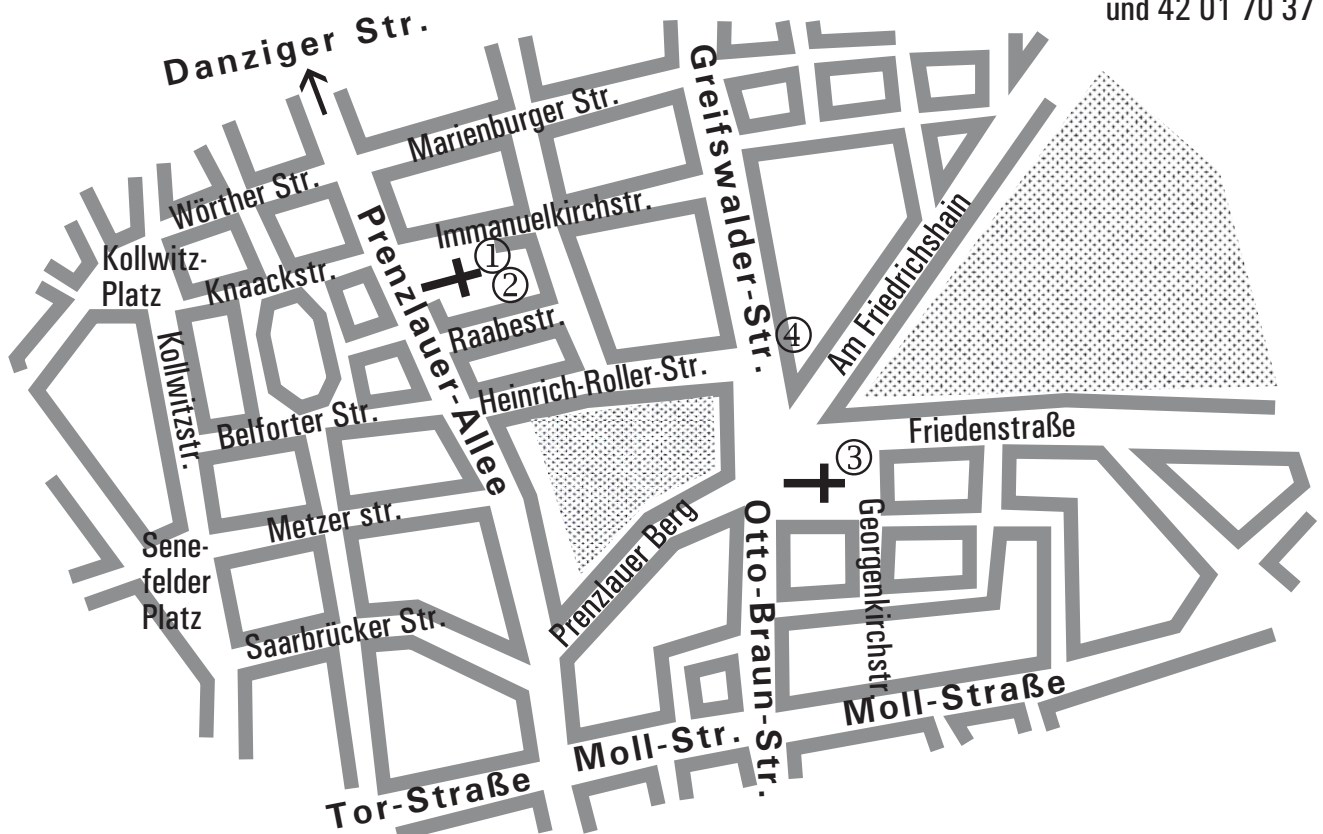 und 42 01 70 37
Danziger Str.
Greifswalder-Str.
Marienburger Str.
Wörther Str.
Immanuelkirchstr.
Prenzlauer-Allee
Am Friedrichshain
Kollwitz-
Platz
Knaackstr.
①
②
Raabestr.
④
Kollwitzstr.
Heinrich-Roller-Str.
Belforter Str.
Friedenstraße
③
Metzer str.
Prenzlauer Berg
Otto-Braun-Str.
Georgenkirchstr.
Sene-
felder
Platz
Saarbrücker Str.
Moll-Straße
Moll-Str.
Tor-Straße